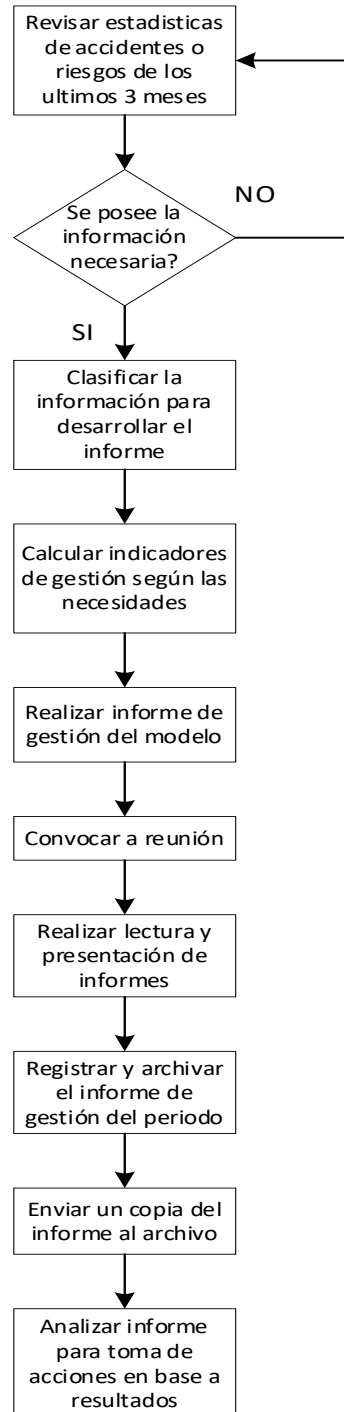 Revisar estadisticas
de accidentes o
riesgos de los
ultimos 3 meses
Se posee la
información
necesaria?
NO
SI
Clasificar la
información para
desarrollar el
informe
Calcular indicadores
de gestión según las
necesidades
Realizar informe de
gestión del modelo
Convocar a reunión
Realizar lectura y
presentación de
informes
Registrar y archivar
el informe de
gestión del periodo
Enviar un copia del
informe al archivo
Analizar informe
para toma de
acciones en base a
resultados